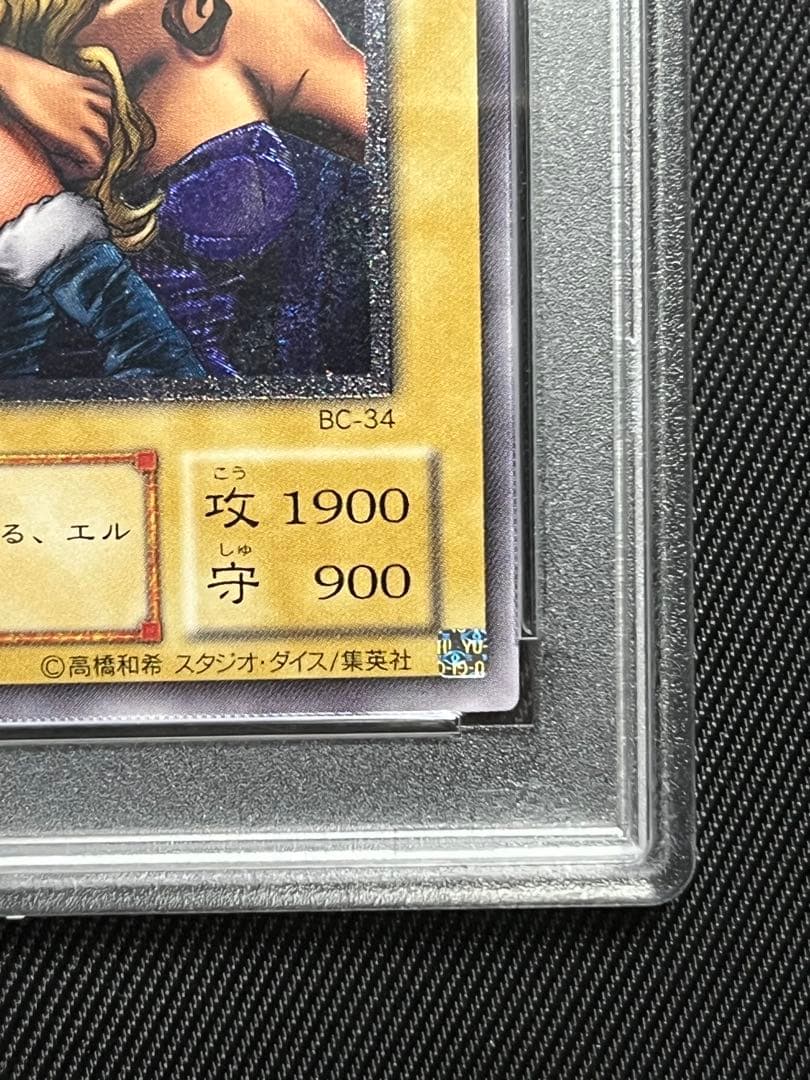 BC-34
る、エル
こう
攻 1900
しゅ
守 900
©高橋和希 スタジオ・ダイス/集英社